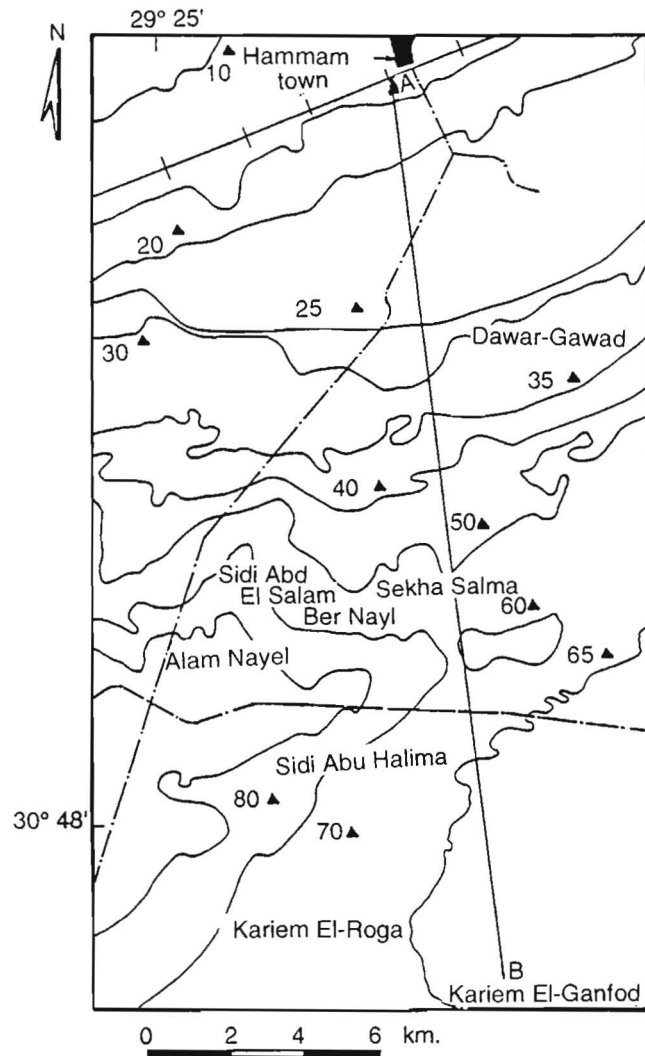 29° 25'
N
10
Hammam
town
A
20
25
30
Dawar-Gawad
35
40
50
Sidi Abd
El Salam
Sekha Salma
Ber Nayl
60
Alam Nayel
65
Sidi Abu Halima
80
30° 48'
70
Kariem El-Roga
B
Kariem El-Ganfod
0 2 4 6 km.